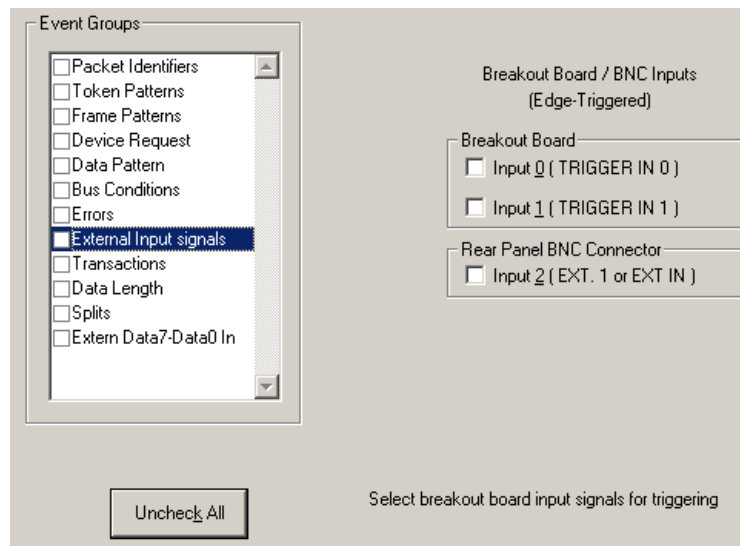 Event Groups
Packet Identifiers
Token Patterns
Frame Patterns
Device Request
Data Pattern
Bus Conditions
Errors
External Input signals
Transactions
Data Length
Splits
Extern Data7-Data0 In
Uncheck All
Breakout Board / BNC Inputs
(Edge-Triggered)
Breakout Board
Input 0 ( TRIGGER IN 0 )
Input 1 ( TRIGGER IN 1 )
Rear Panel BNC Connector
Input 2 ( EXT. 1 or EXT IN )
Select breakout board input signals for triggering